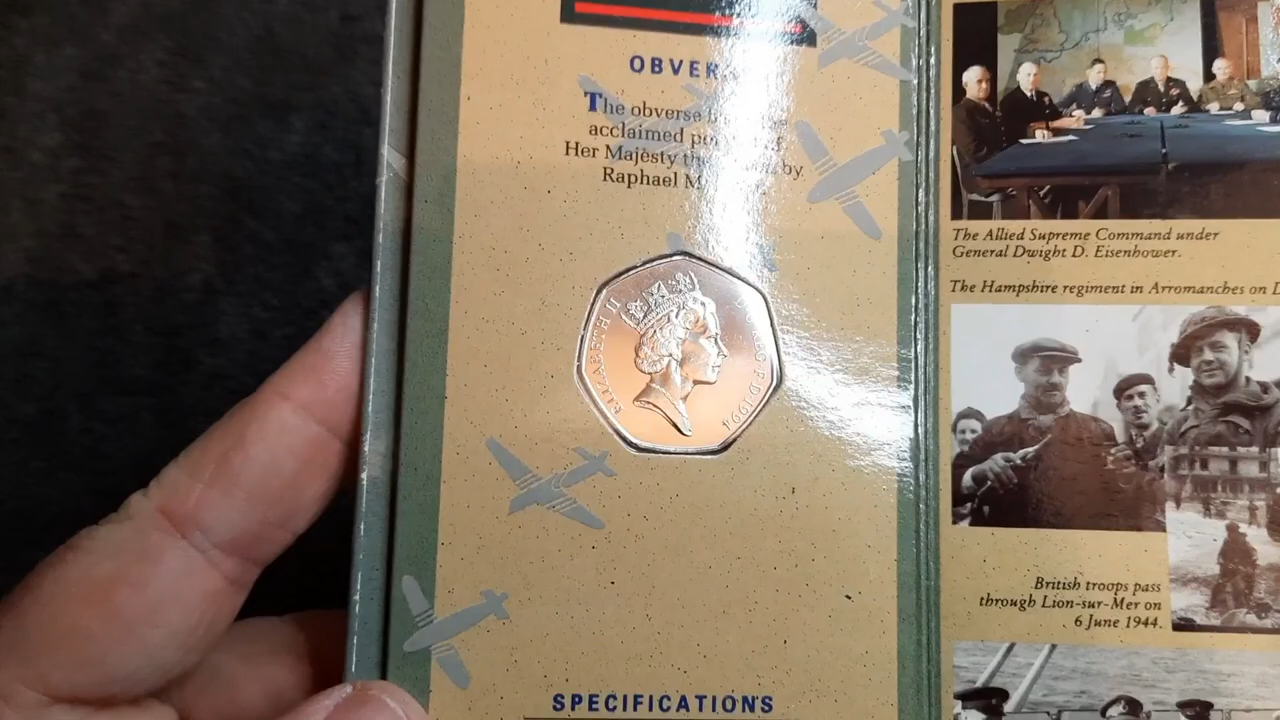 OBVER
The obverse
acclaimed
Her Majesty by
Raphael
ELIZABETH II
F·D·1994
SPECIFICATIONS
The Allied Supreme Command under
General Dwight D. Eisenhower.
The Hampshire regiment in Arromanches on D
British troops pass
through Lion-sur-Mer on
6 June 1944.